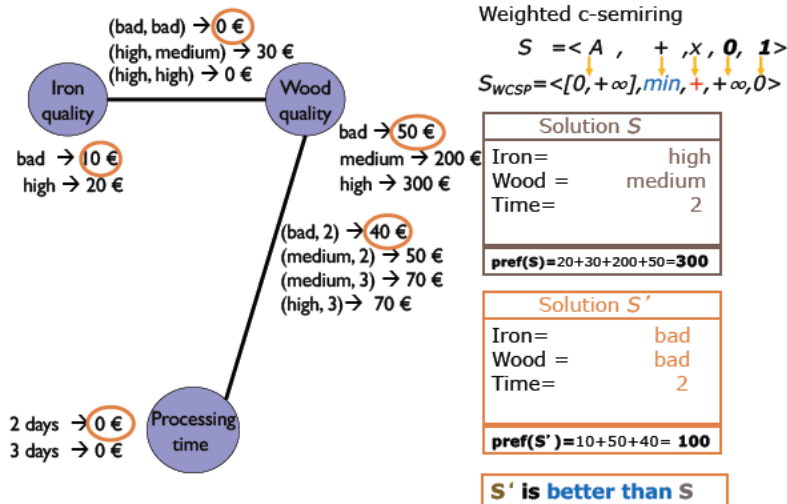 (bad, bad) → 0 €
(high, medium) → 30 €
(high, high) → 0 €
Iron
quality
Wood
quality
bad → 10 €
high → 20 €
bad → 50 €
medium → 200 €
high → 300 €
(bad, 2) → 40 €
(medium, 2) → 50 €
(medium, 3) → 70 €
(high, 3) → 70 €
2 days → 0 €
3 days → 0 €
Processing
time
Weighted c-semiring
S =< A , + ,x, 0, 1>
S_WCSP=<[0,+∞],min,+,+∞,0>
Solution S
Iron= high
Wood = medium
Time= 2
pref(S)=20+30+200+50=300
Solution S'
Iron= bad
Wood = bad
Time= 2
pref(S')=10+50+40= 100
S' is better than S